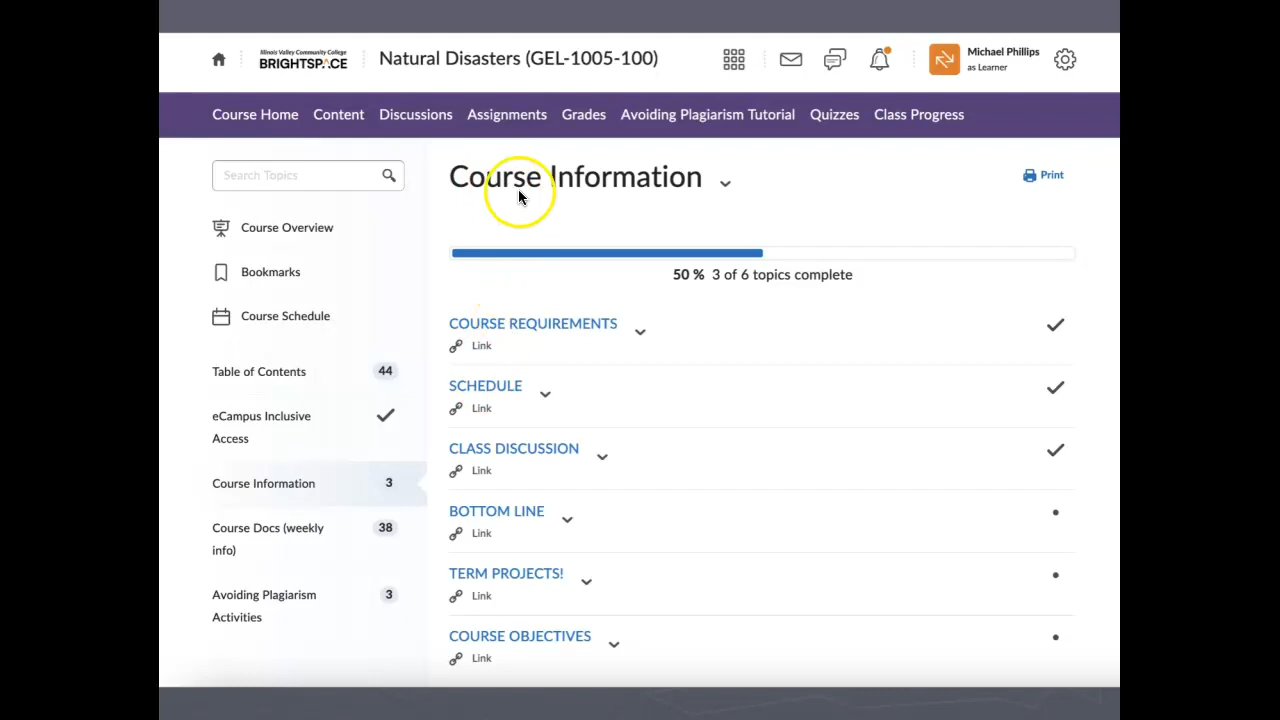 Illinois Valley Community College
BRIGHTSPACE
Natural Disasters (GEL-1005-100)
Michael Phillips
as Learner
Course Home Content Discussions Assignments Grades Avoiding Plagiarism Tutorial Quizzes Class Progress
Search Topics
Course Overview
Bookmarks
Course Schedule
Table of Contents 44
eCampus Inclusive
Access
Course Information 3
Course Docs (weekly 38
info)
Avoiding Plagiarism 3
Activities
Course Information
Print
50 % 3 of 6 topics complete
COURSE REQUIREMENTS
Link
SCHEDULE
Link
CLASS DISCUSSION
Link
BOTTOM LINE
Link
TERM PROJECTS!
Link
COURSE OBJECTIVES
Link